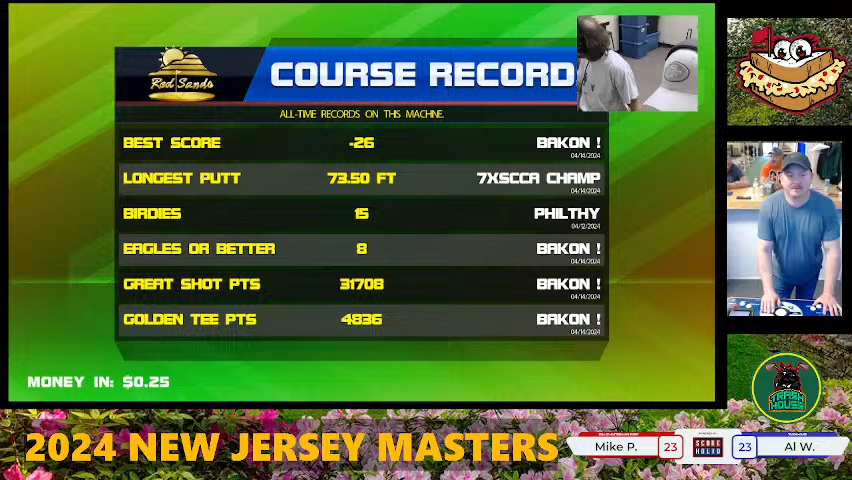 Red Sands
COURSE RECORD
ALL-TIME RECORDS ON THIS MACHINE.
BEST SCORE -26 BAKON !
04/14/2024
LONGEST PUTT 73.50 FT 7XSCCA CHAMP
04/14/2024
BIRDIES 15 PHILTHY
04/12/2024
EAGLES OR BETTER 8 BAKON !
04/14/2024
GREAT SHOT PTS 31708 BAKON !
04/14/2024
GOLDEN TEE PTS 4836 BAKON !
04/14/2024
MONEY IN: $0.25
TRASH
HOUSE
2024 NEW JERSEY MASTERS
Mike P. 23 SCORE
HOLIO 23 Al W.